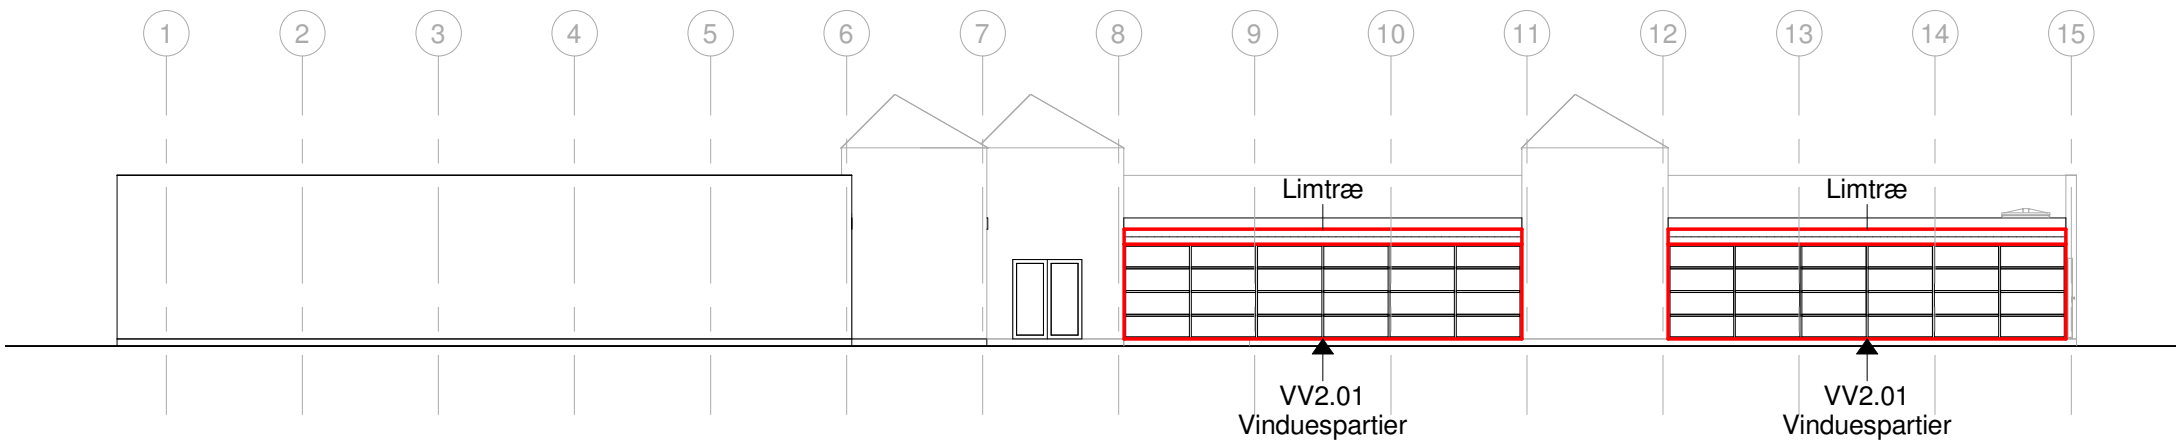 1 2 3 4 5 6 7 8 9 10 11 12 13 14 15
Limtræ Limtræ
VV2.01 VV2.01
Vinduespartier Vinduespartier